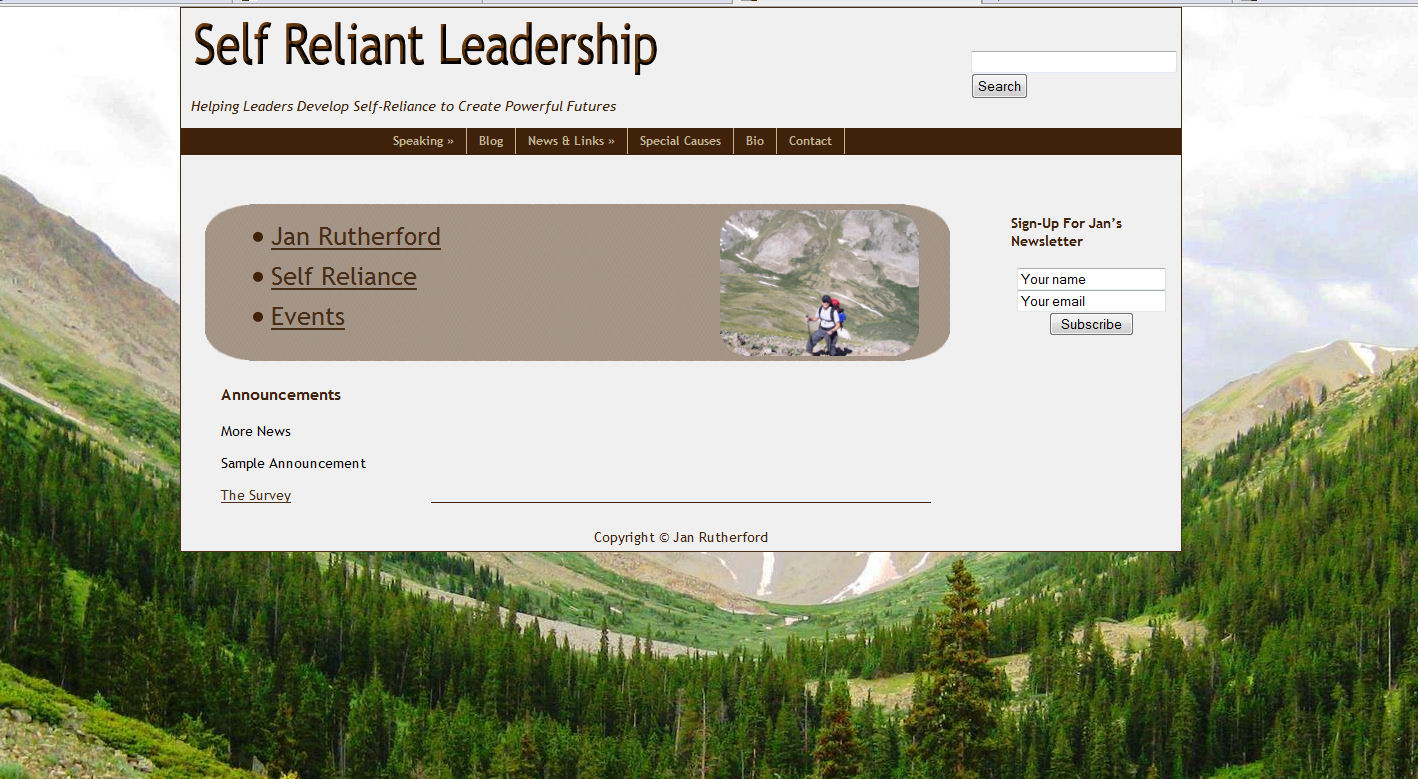 Self Reliant Leadership
Search
Helping Leaders Develop Self-Reliance to Create Powerful Futures
Speaking » Blog News & Links » Special Causes Bio Contact
• Jan Rutherford
• Self Reliance
• Events
Sign-Up For Jan’s
Newsletter
Your name
Your email
Subscribe
Announcements
More News
Sample Announcement
The Survey
Copyright © Jan Rutherford